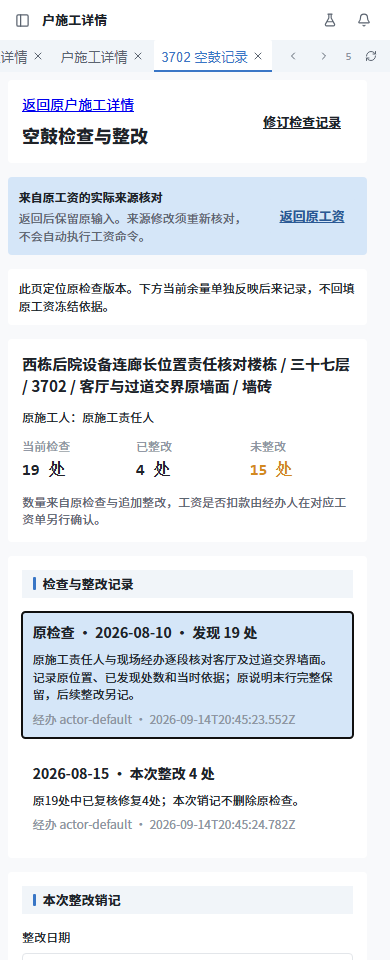 户施工详情
详情
户施工详情
3702 空鼓记录
5
返回原户施工详情
空鼓检查与整改
修订检查记录
来自原工资的实际来源核对
返回后保留原输入。来源修改须重新核对，
不会自动执行工资命令。
返回原工资
此页定位原检查版本。下方当前余量单独反映后来记录，不回填
原工资冻结依据。
西栋后院设备连廊长位置责任核对楼栋 / 三十七层
/ 3702 / 客厅与过道交界原墙面 / 墙砖
原施工人：原施工责任人
当前检查
已整改
未整改
19 处
4 处
15 处
数量来自原检查与追加整改，工资是否扣款由经办人在对应工
资单另行确认。
检查与整改记录
原检查 · 2026-08-10 · 发现 19 处
原施工责任人与现场经办逐段核对客厅及过道交界墙面。
记录原位置、已发现处数和当时依据；原说明末行完整保
留，后续整改另记。
经办 actor-default · 2026-09-14T20:45:23.552Z
2026-08-15 · 本次整改 4 处
原19处中已复核修复4处；本次销记不删除原检查。
经办 actor-default · 2026-09-14T20:45:24.782Z
本次整改销记
整改日期